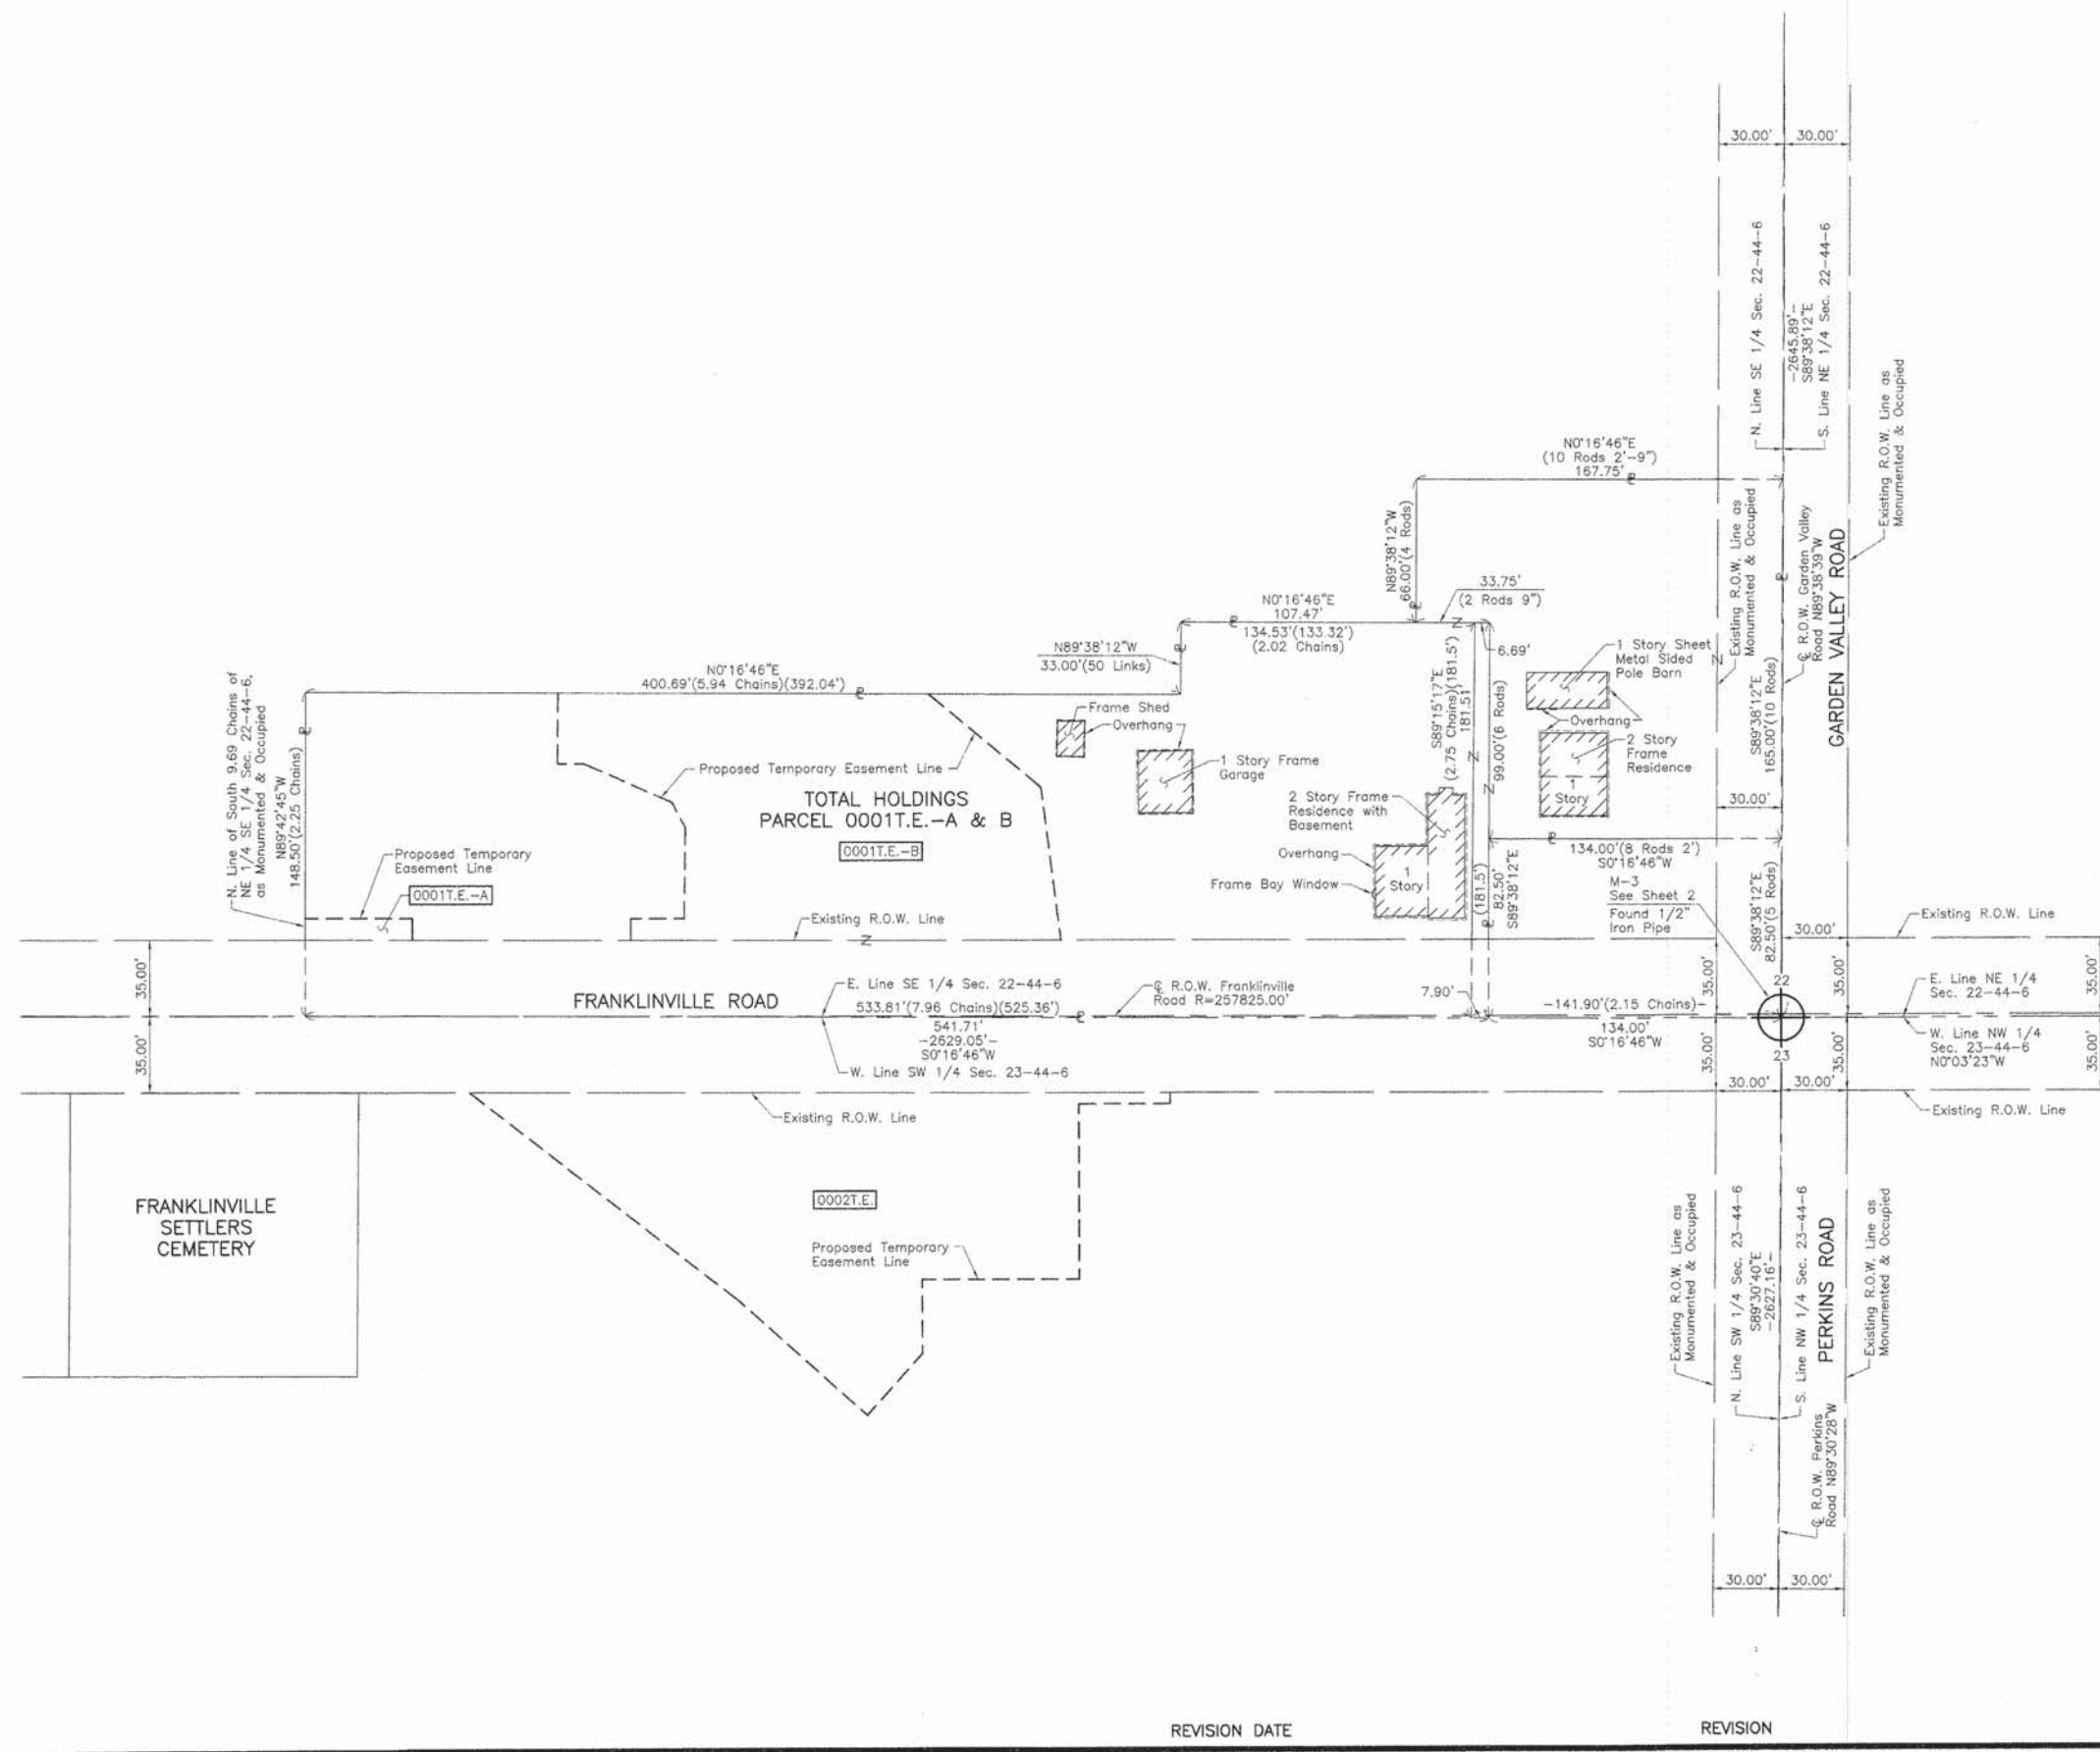 30.00' 30.00'
N. Line SE 1/4 Sec. 22-44-6
-2645.89'-
S89°38'12"E
S. Line NE 1/4 Sec. 22-44-6
Existing R.O.W. Line as
Monumented & Occupied
N0°16'46"E
(10 Rods 2'-9")
167.75'
N89°38'12"W
66.00'(4 Rods)
Existing R.O.W. Line as
Monumented & Occupied
℄ R.O.W. Garden Valley
Road N89°38'39"W
GARDEN VALLEY ROAD
33.75'
(2 Rods 9")
N0°16'46"E
107.47'
134.53'(133.32')
(2.02 Chains)
N89°38'12"W
33.00'(50 Links)
N0°16'46"E
400.69'(5.94 Chains)(392.04')
N. Line of South 9.69 Chains of
NE 1/4 SE 1/4 Sec. 22-44-6,
as Monumented & Occupied
N89°42'45"W
148.50'(2.25 Chains)
6.69'
S89°15'17"E
(2.75 Chains)(181.5')
181.51
99.00'(6 Rods)
1 Story Sheet
Metal Sided
Pole Barn
Overhang
2 Story
Frame
Residence
1
Story
S89°38'12"E
165.00'(10 Rods)
30.00'
Frame Shed
Overhang
1 Story Frame
Garage
Proposed Temporary Easement Line
TOTAL HOLDINGS
PARCEL 0001T.E.-A & B
0001T.E.-B
Proposed Temporary
Easement Line
0001T.E.-A
Existing R.O.W. Line
2 Story Frame
Residence with
Basement
Overhang
1
Story
Frame Bay Window
(181.5')
82.50'
S89°38'12"E
134.00'(8 Rods 2')
S0°16'46"W
M-3
See Sheet 2
Found 1/2"
Iron Pipe
S89°38'12"E
82.50'(5 Rods)
30.00'
Existing R.O.W. Line
35.00'
35.00'
FRANKLINVILLE ROAD
E. Line SE 1/4 Sec. 22-44-6
533.81'(7.96 Chains)(525.36')
541.71'
-2629.05'-
S0°16'46"W
W. Line SW 1/4 Sec. 23-44-6
℄ R.O.W. Franklinville
Road R=257825.00'
7.90'
-141.90'(2.15 Chains)-
134.00'
S0°16'46"W
35.00'
35.00'
22
23
35.00'
35.00'
30.00' 30.00'
E. Line NE 1/4
Sec. 22-44-6
W. Line NW 1/4
Sec. 23-44-6
N0°03'23"W
35.00'
35.00'
Existing R.O.W. Line
Existing R.O.W. Line
FRANKLINVILLE
SETTLERS
CEMETERY
0002T.E.
Proposed Temporary
Easement Line
Existing R.O.W. Line as
Monumented & Occupied
N. Line SW 1/4 Sec. 23-44-6
S89°30'40"E
-2627.16'-
S. Line NW 1/4 Sec. 23-44-6
PERKINS ROAD
Existing R.O.W. Line as
Monumented & Occupied
℄ R.O.W. Perkins
Road N89°30'28"W
30.00' 30.00'
REVISION DATE
REVISION